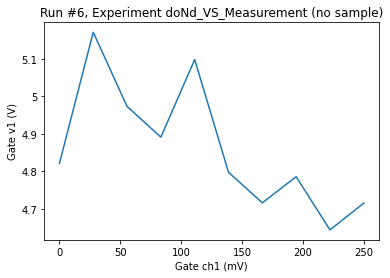 Run #6, Experiment doNd_VS_Measurement (no sample)
5.1
5
4.9
4.8
4.7
Gate v1 (V)
0 50 100 150 200 250
Gate ch1 (mV)